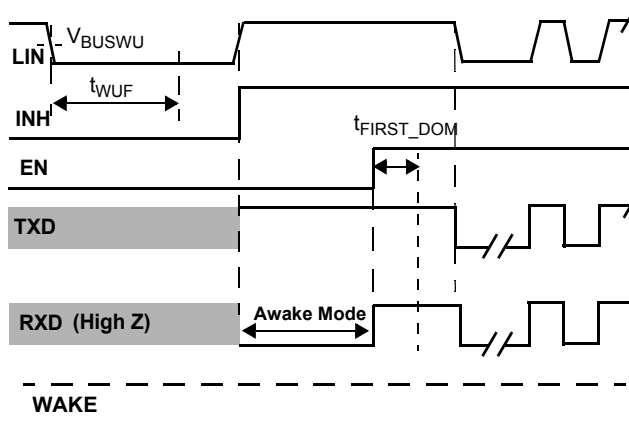 VBUSWU
LIN
tWUF
INH
tFIRST_DOM
EN
TXD
Awake Mode
RXD (High Z)
WAKE